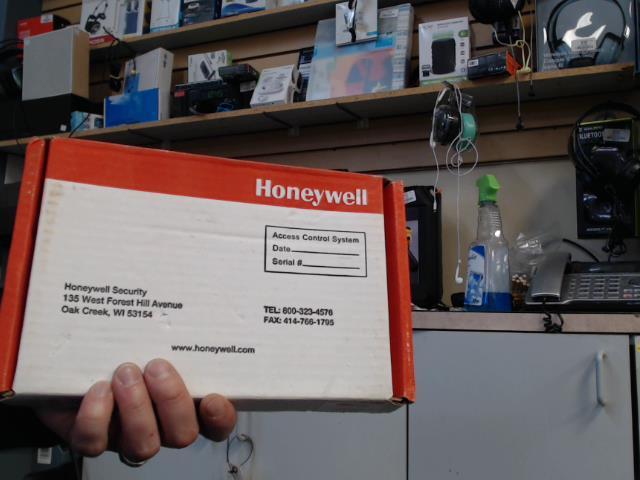 Honeywell
Access Control System
Date
Serial #
Honeywell Security
135 West Forest Hill Avenue
Oak Creek, WI 53154
TEL: 800-323-4576
FAX: 414-766-1795
www.honeywell.com
BLUETOO